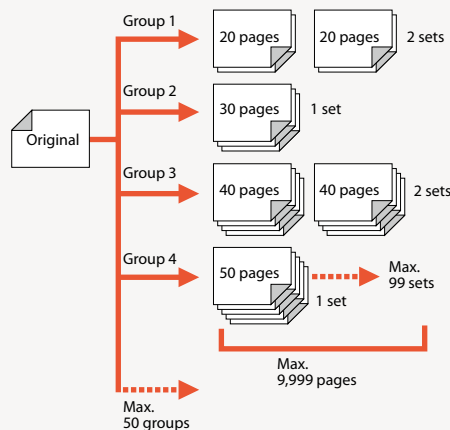 Group 1
20 pages
20 pages
2 sets
Group 2
30 pages
1 set
Original
Group 3
40 pages
40 pages
2 sets
Group 4
50 pages
1 set
Max.
99 sets
Max.
9,999 pages
Max.
50 groups